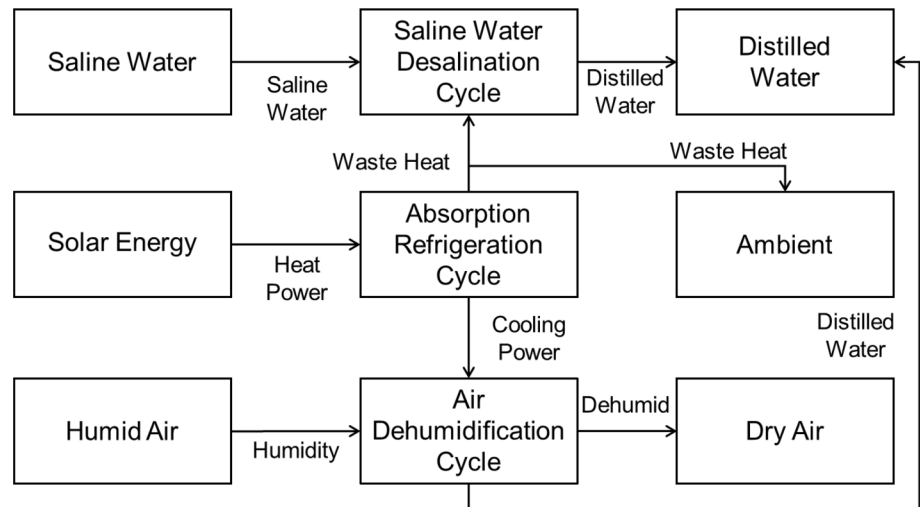 Saline Water
Saline
Water
Saline Water
Desalination
Cycle
Distilled
Water
Distilled
Water
Waste Heat
Waste Heat
Solar Energy
Heat
Power
Absorption
Refrigeration
Cycle
Ambient
Cooling
Power
Distilled
Water
Humid Air
Humidity
Air
Dehumidification
Cycle
Dehumid
Dry Air